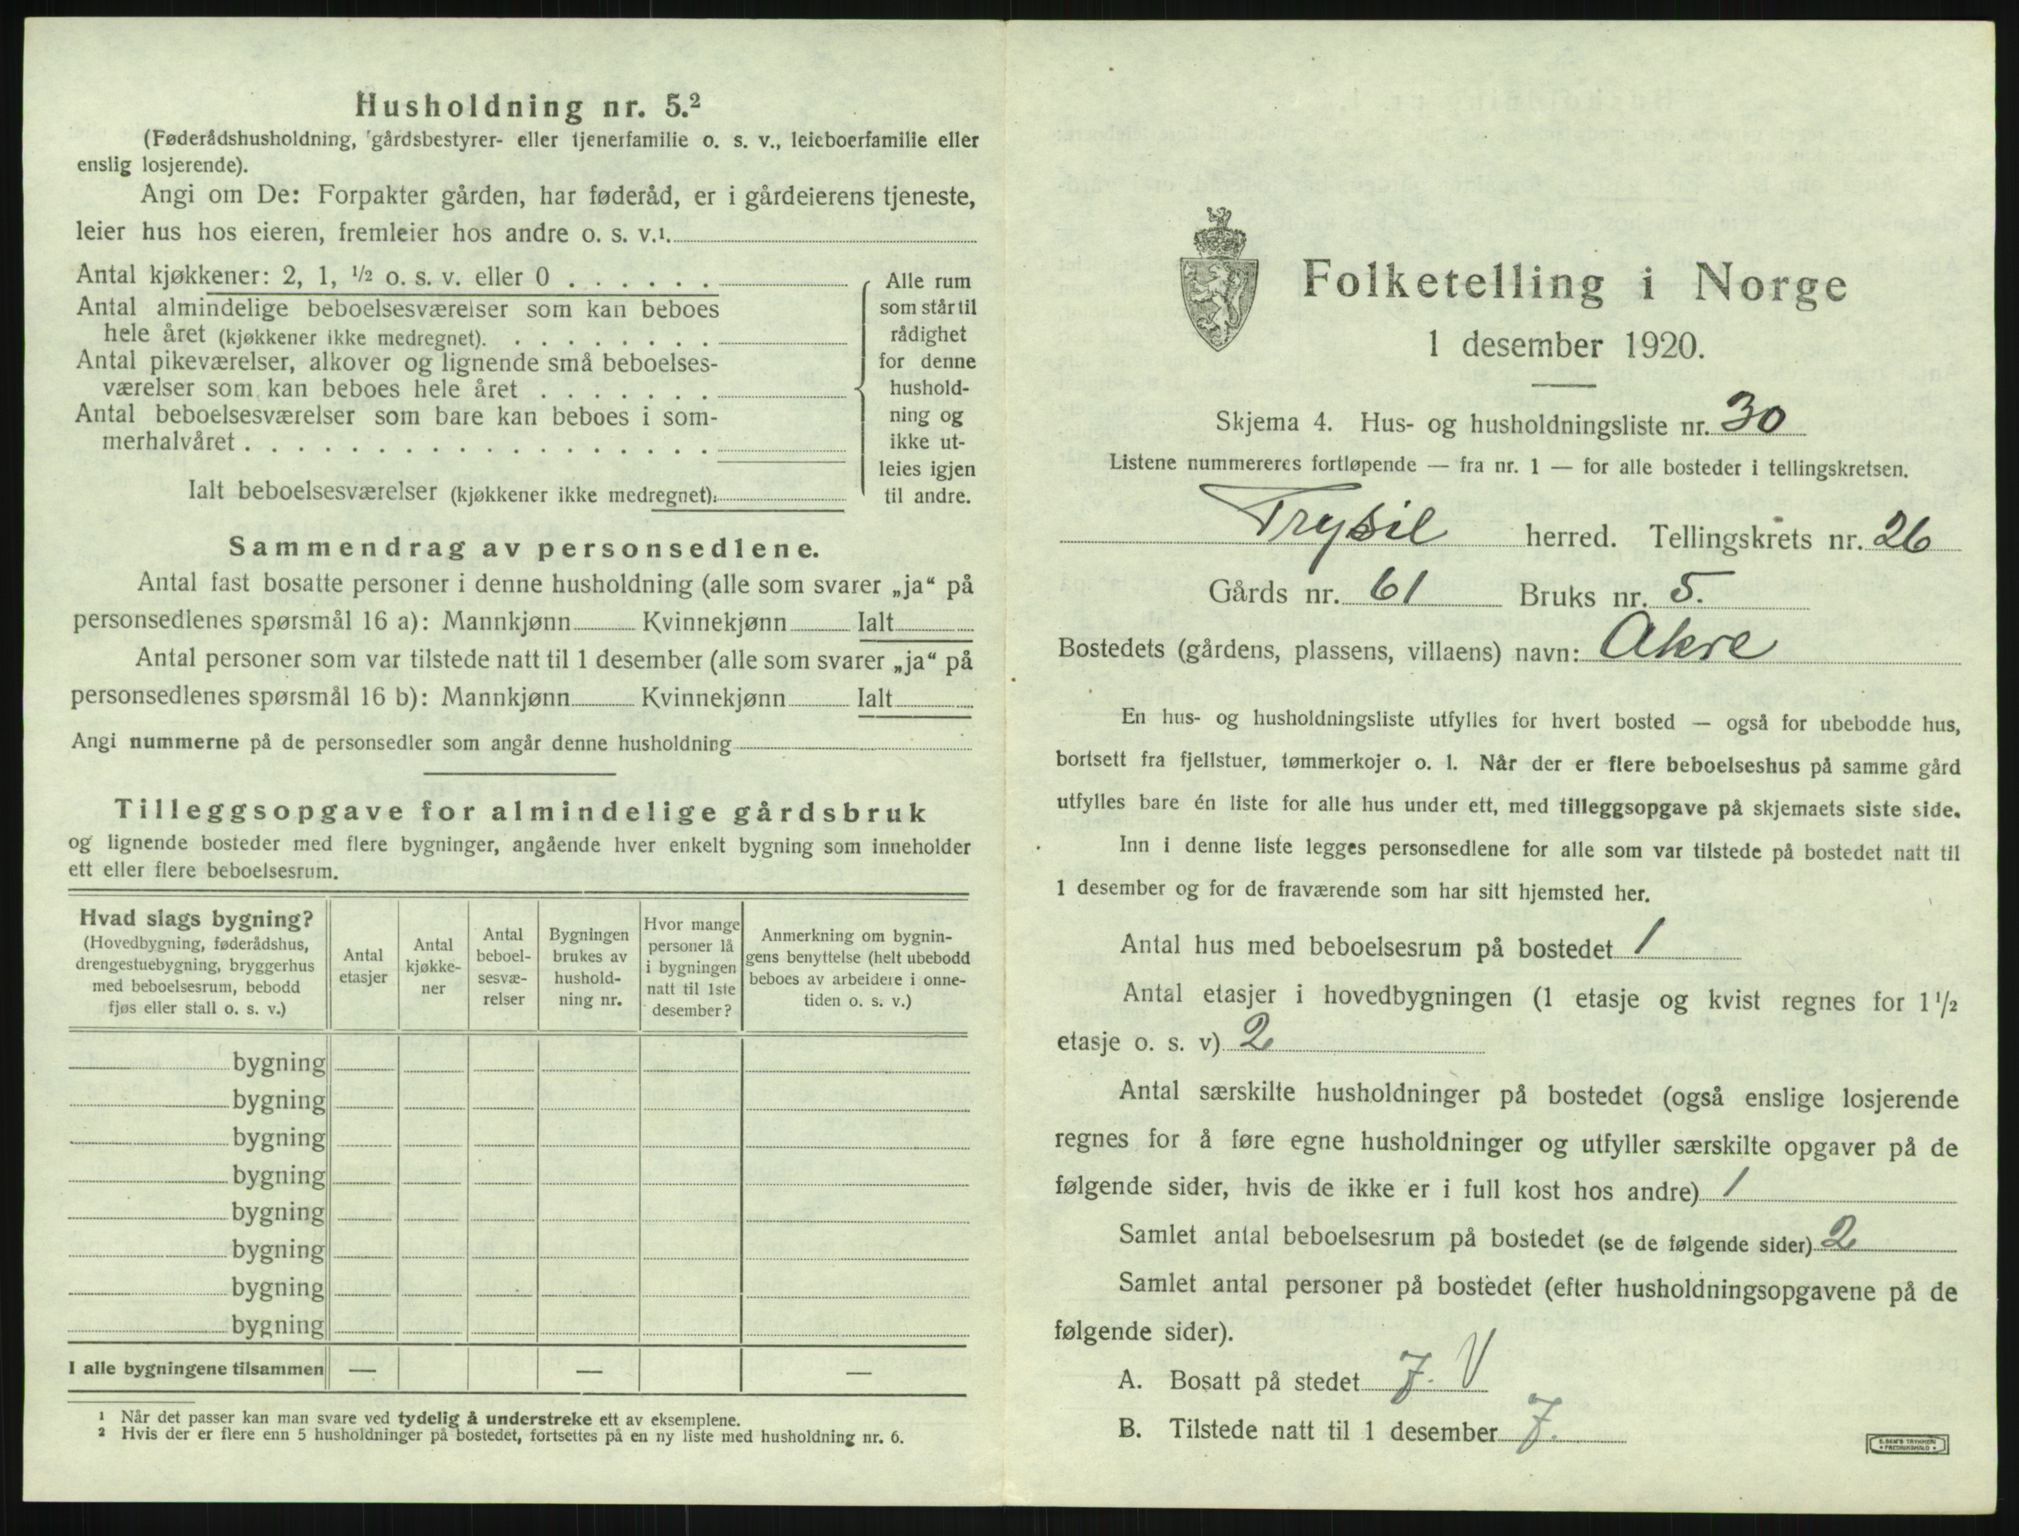 Husholdning nr. 5.²
(Føderådshusholdning, gårdsbestyrer- eller tjenerfamilie o. s. v., leieboerfamilie eller
enslig losjerende).
Angi om De: Forpakter gården, har føderåd, er i gårdeierens tjeneste,
leier hus hos eieren, fremleier hos andre o. s. v.¹.
Antal kjøkkener: 2, 1, ½ o. s. v. eller 0 . . . . . .
Antal almindelige beboelsesværelser som kan beboes
hele året (kjøkkener ikke medregnet). . . . . . . . .
Antal pikeværelser, alkover og lignende små beboelses-
værelser som kan beboes hele året . . . . . . .
Antal beboelsesværelser som bare kan beboes i som-
merhalvåret . . . . . . . . . . . . . . . . . .
Ialt beboelsesværelser (kjøkkener ikke medregnet):
Alle rum
som står til
rådighet
for denne
hushold-
ning og
ikke ut-
leies igjen
til andre.
Sammendrag av personsedlene.
Antal fast bosatte personer i denne husholdning (alle som svarer „ja“ på
personsedlenes spørsmål 16 a): Mannkjønn Kvinnekjønn Ialt
Antal personer som var tilstede natt til 1 desember (alle som svarer „ja“ på
personsedlenes spørsmål 16 b): Mannkjønn Kvinnekjønn Ialt
Angi nummerne på de personsedler som angår denne husholdning
Tilleggsopgave for almindelige gårdsbruk
og lignende bosteder med flere bygninger, angående hver enkelt bygning som inneholder
ett eller flere beboelsesrum.
Hvad slags bygning?
(Hovedbygning, føderådshus,
drengestuebygning, bryggerhus
med beboelsesrum, bebodd
fjøs eller stall o. s. v.)
Antal
etasjer
Antal
kjøkke-
ner
Antal
beboel-
sesvæ-
relser
Bygningen
brukes av
hushold-
ning nr.
Hvor mange
personer lå
i bygningen
natt til 1ste
desember?
Anmerkning om bygnin-
gens benyttelse (helt ubebodd
beboes av arbeidere i onne-
tiden o. s. v.)
bygning
bygning
bygning
bygning
bygning
bygning
bygning
bygning
I alle bygningene tilsammen — — —
¹ Når det passer kan man svare ved tydelig å understreke ett av eksemplene.
² Hvis der er flere enn 5 husholdninger på bostedet, fortsettes på en ny liste med husholdning nr. 6.
Folketelling i Norge
1 desember 1920.
Skjema 4. Hus- og husholdningsliste nr. 30
Listene nummereres fortløpende — fra nr. 1 — for alle bosteder i tellingskretsen.
Trysil herred. Tellingskrets nr. 26
Gårds nr. 61 Bruks nr. 5.
Bostedets (gårdens, plassens, villaens) navn: Akre
En hus- og husholdningsliste utfylles for hvert bosted — også for ubebodde hus,
bortsett fra fjellstuer, tømmerkojer o. l. Når der er flere beboelseshus på samme gård
utfylles bare én liste for alle hus under ett, med tilleggsopgave på skjemaets siste side.
Inn i denne liste legges personsedlene for alle som var tilstede på bostedet natt til
1 desember og for de fraværende som har sitt hjemsted her.
Antal hus med beboelsesrum på bostedet 1
Antal etasjer i hovedbygningen (1 etasje og kvist regnes for 1 ½
etasje o. s. v) 2
Antal særskilte husholdninger på bostedet (også enslige losjerende
regnes for å føre egne husholdninger og utfyller særskilte opgaver på de
følgende sider, hvis de ikke er i full kost hos andre) 1
Samlet antal beboelsesrum på bostedet (se de følgende sider) 2
Samlet antal personer på bostedet (efter husholdningsopgavene på de
følgende sider).
A. Bosatt på stedet 7. V
B. Tilstede natt til 1 desember 7.